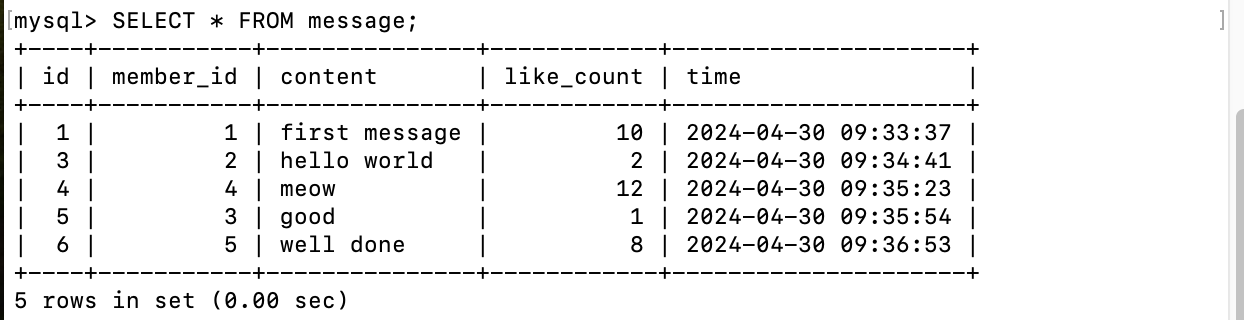 [mysql> SELECT * FROM message;                                                         ]
+----+-----------+---------------+------------+---------------------+
| id | member_id | content       | like_count | time                |
+----+-----------+---------------+------------+---------------------+
|  1 |         1 | first message |         10 | 2024-04-30 09:33:37 |
|  3 |         2 | hello world   |          2 | 2024-04-30 09:34:41 |
|  4 |         4 | meow          |         12 | 2024-04-30 09:35:23 |
|  5 |         3 | good          |          1 | 2024-04-30 09:35:54 |
|  6 |         5 | well done     |          8 | 2024-04-30 09:36:53 |
+----+-----------+---------------+------------+---------------------+
5 rows in set (0.00 sec)